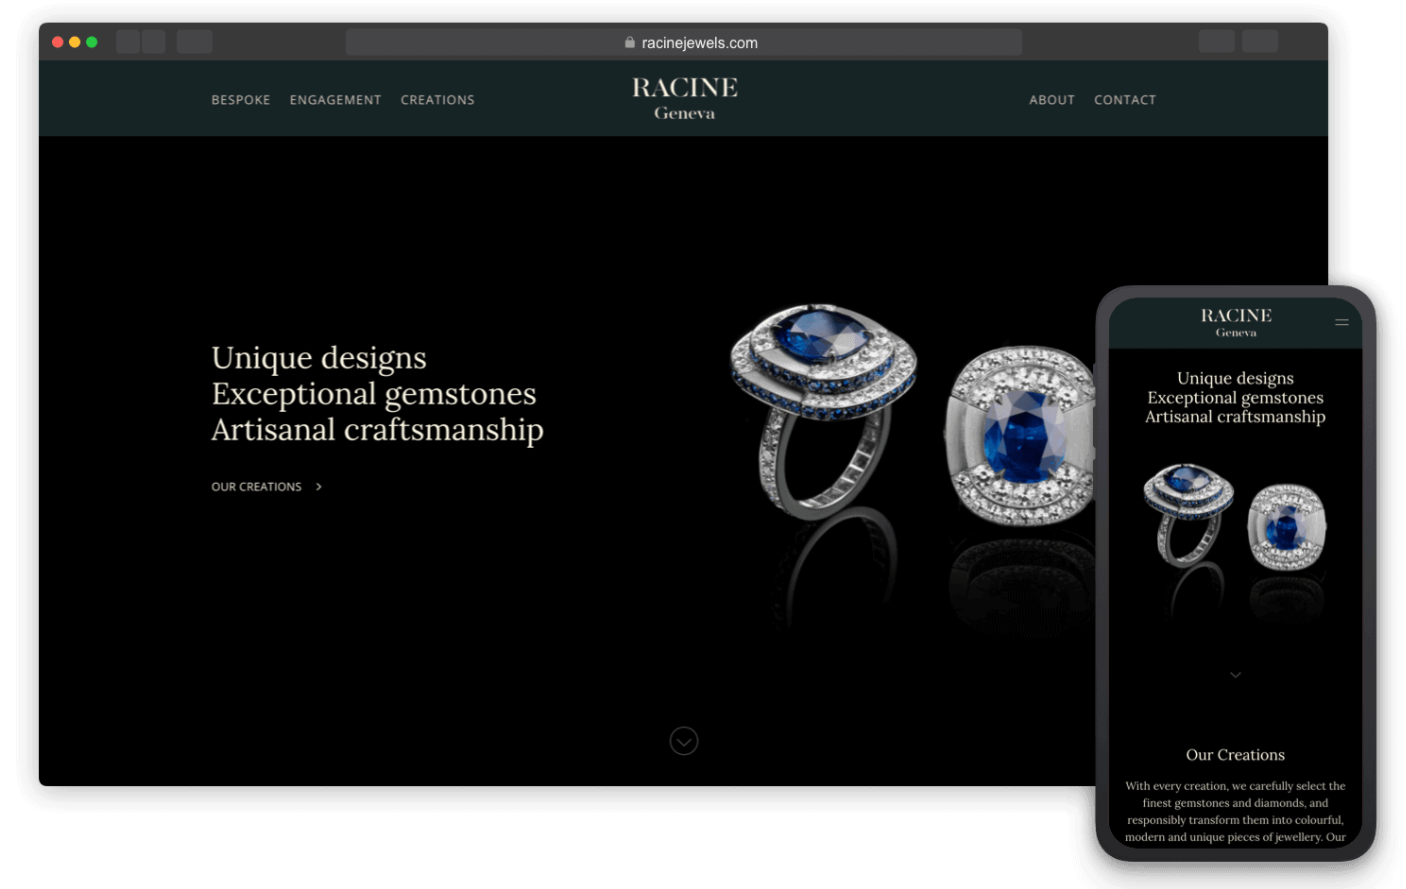 racinejewels.com
BESPOKE ENGAGEMENT CREATIONS
RACINE
Geneva
ABOUT CONTACT
Unique designs
Exceptional gemstones
Artisanal craftsmanship
OUR CREATIONS >
RACINE
Geneva
Unique designs
Exceptional gemstones
Artisanal craftsmanship
Our Creations
With every creation, we carefully select the
finest gemstones and diamonds, and
responsibly transform them into colourful,
modern and unique pieces of jewellery. Our